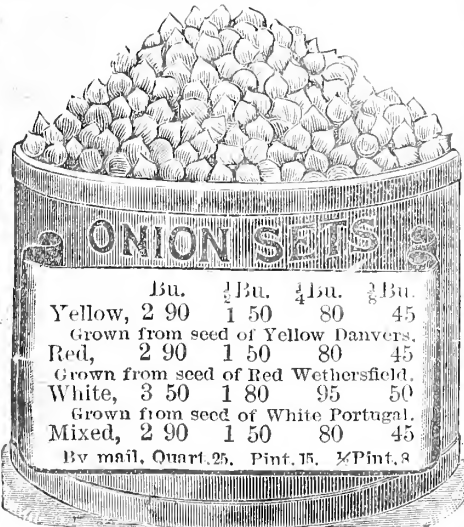 ONION SETS
Bu. ½Bu. ¼Bu. ⅛Bu.
Yellow, 2 90 1 50 80 45
Grown from seed of Yellow Danvers.
Red, 2 90 1 50 80 45
Grown from seed of Red Wethersfield.
White, 3 50 1 80 95 50
Grown from seed of White Portugal.
Mixed, 2 90 1 50 80 45
By mail, Quart, 25. Pint, 15. ½Pint, 8